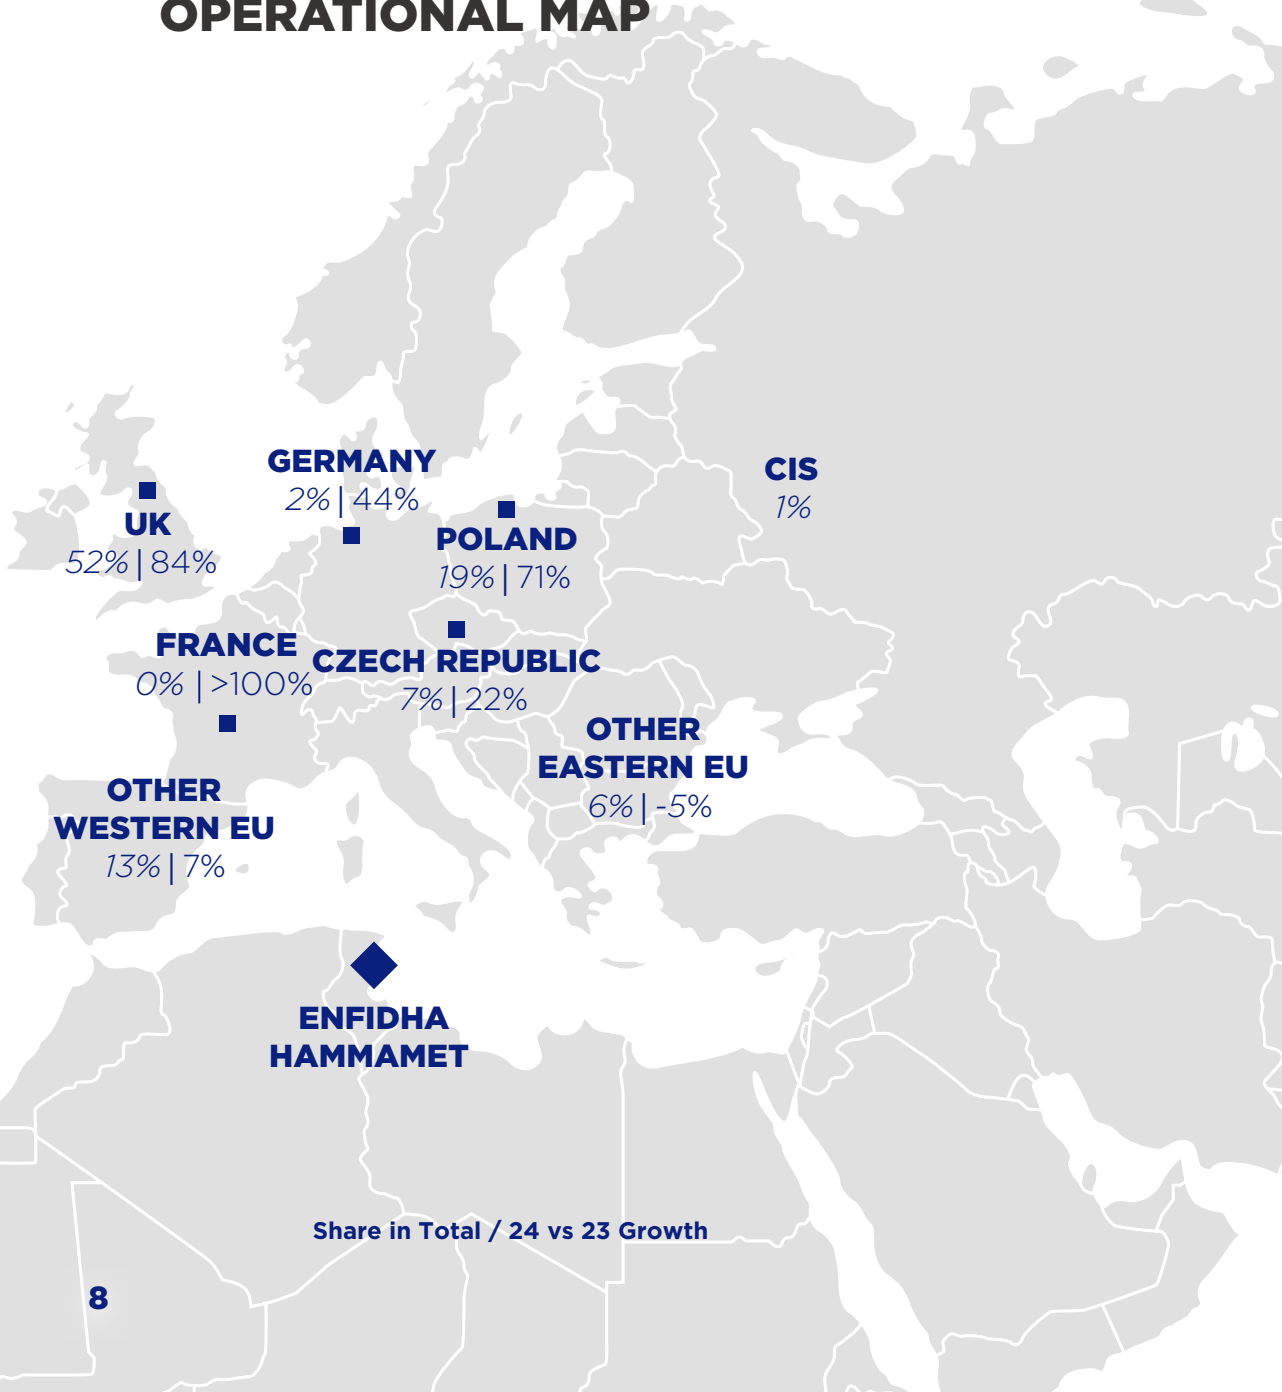 OPERATIONAL MAP
GERMANY
2% | 44%
CIS
1%
UK
52% | 84%
POLAND
19% | 71%
FRANCE
0% | >100%
CZECH REPUBLIC
7% | 22%
OTHER
EASTERN EU
6% | -5%
OTHER
WESTERN EU
13% | 7%
ENFIDHA
HAMMAMET
Share in Total / 24 vs 23 Growth
8